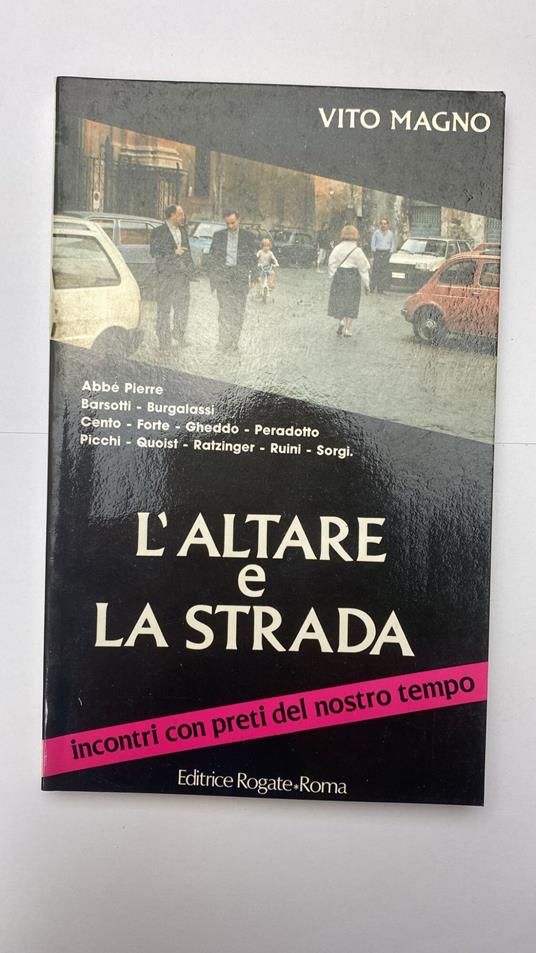 VITO MAGNO
Abbé Pierre
Barsotti - Burgalassi
Cento - Forte - Gheddo - Peradotto
Picchi - Quoist - Ratzinger - Ruini - Sorgi.
L'ALTARE
e
LA STRADA
incontri con preti del nostro tempo
Editrice Rogate*Roma